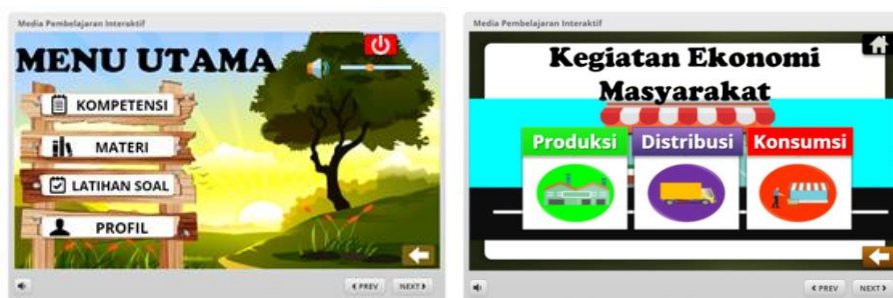 Media Pembelajaran Interaktif
MENU UTAMA
KOMPETENSI
MATERI
LATIHAN SOAL
PROFIL
PREV
NEXT
Media Pembelajaran Interaktif
Kegiatan Ekonomi
Masyarakat
Produksi
Distribusi
Konsumsi
PREV
NEXT